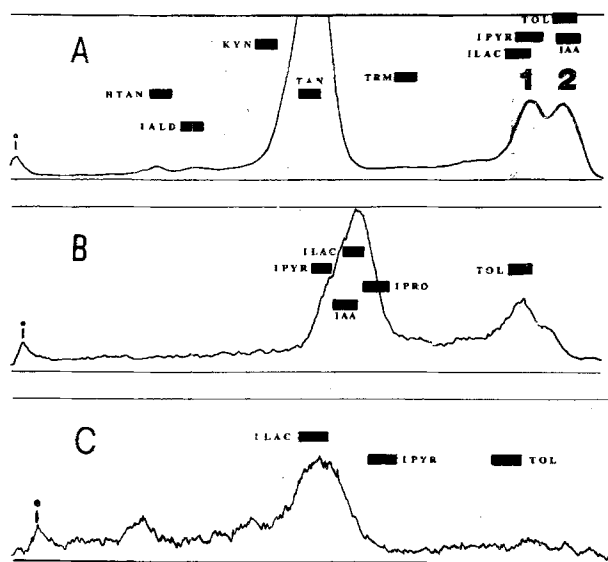 A
TOL
KYN
IPYR
IAA
ILAC
TRM
TAN
HTAN
1 2
IALD
B
ILAC
IPYR
TOL
IPRO
IAA
C
ILAC
IPYR
TOL